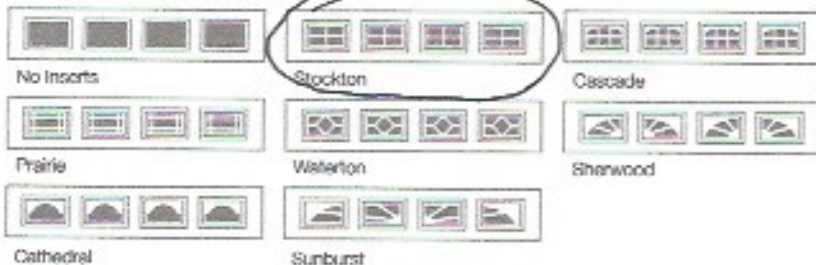 No Inserts
Stockton
Cascade
Prairie
Waterton
Sherwood
Cathedral
Sunburst